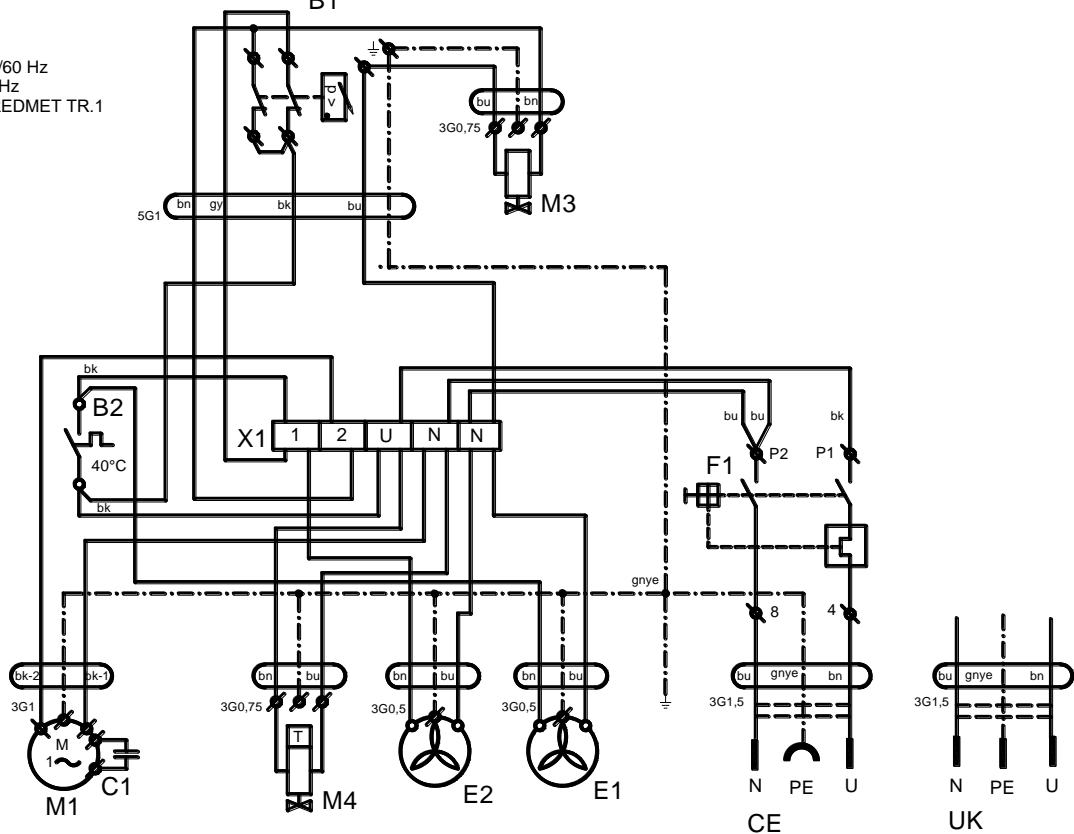 B1
/60 Hz
Hz
EDMET TR.1
bu bn
3G0,75
p
v
M3
bn gy bk bu
5G1
bk
B2
X1 1 2 U N N
40°C
bk
bu bu bk
P2 P1
F1
gnye
8 4
bk-2 bk-1
bn bu
bn bu
bn bu
bu gnye bn
bu gnye bn
3G1
3G0,75
3G0,5
3G0,5
3G1,5
3G1,5
M
1
T
C1
M1
M4
E2
E1
N PE U
N PE U
CE
UK